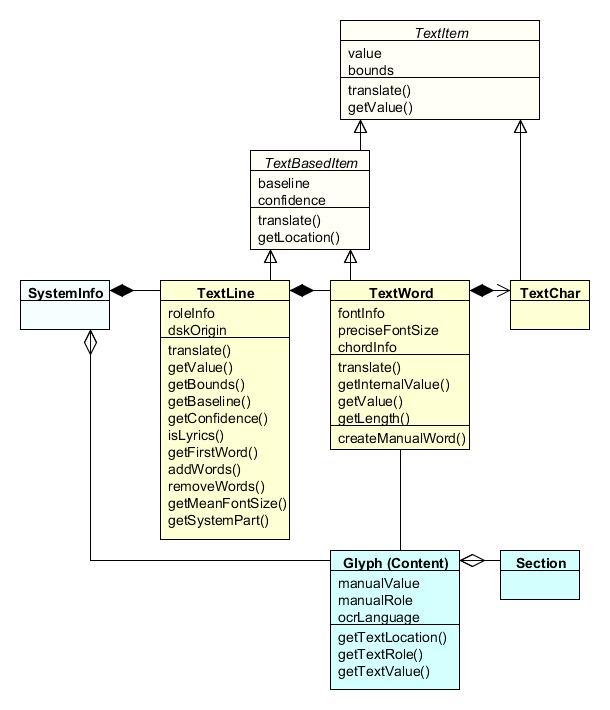 TextItem
value
bounds
translate()
getValue()
TextBasedItem
baseline
confidence
translate()
getLocation()
SystemInfo
TextLine
roleInfo
dskOrigin
translate()
getValue()
getBounds()
getBaseline()
getConfidence()
isLyrics()
getFirstWord()
addWords()
removeWords()
getMeanFontSize()
getSystemPart()
TextWord
fontInfo
preciseFontSize
chordInfo
translate()
getInternalValue()
getValue()
getLength()
createManualWord()
TextChar
Glyph (Content)
manualValue
manualRole
ocrLanguage
getTextLocation()
getTextRole()
getTextValue()
Section